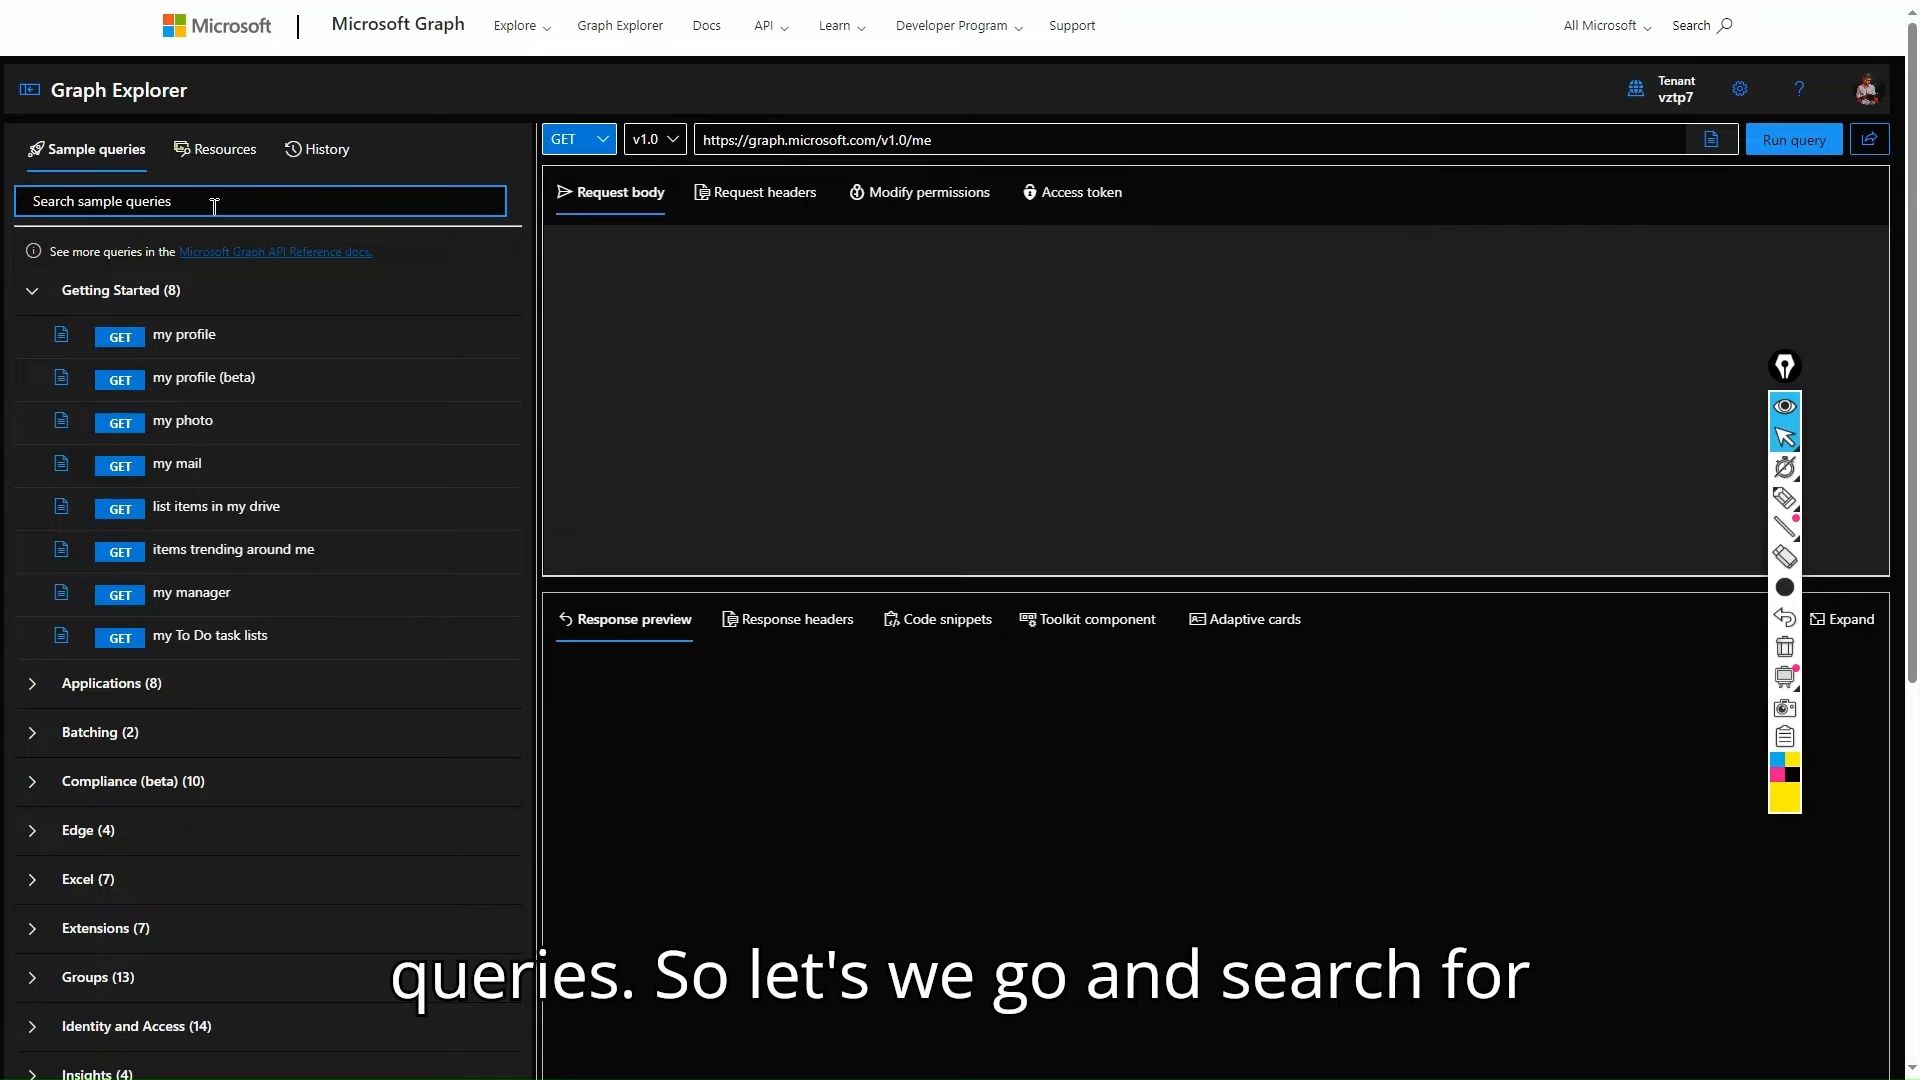 Microsoft
Microsoft Graph
Explore
Graph Explorer
Docs
API
Learn
Developer Program
Support
All Microsoft
Search
Graph Explorer
Tenant
vztp7
?
Sample queries
Resources
History
GET
v1.0
https://graph.microsoft.com/v1.0/me
Run query
Search sample queries
Request body
Request headers
Modify permissions
Access token
See more queries in the Microsoft Graph API Reference docs.
Getting Started (8)
GET my profile
GET my profile (beta)
GET my photo
GET my mail
GET list items in my drive
GET items trending around me
GET my manager
GET my To Do task lists
Response preview
Response headers
Code snippets
Toolkit component
Adaptive cards
Expand
Applications (8)
Batching (2)
Compliance (beta) (10)
Edge (4)
Excel (7)
Extensions (7)
Groups (13)
Identity and Access (14)
Insights (4)
queries. So let's we go and search for